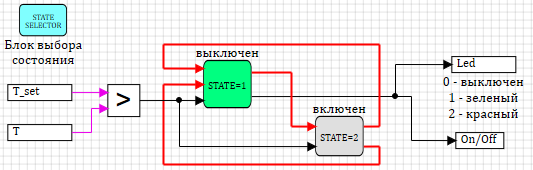 STATE
SELECTOR
Блок выбора
состояния
T_set
T
>
выключен
STATE=1
включен
STATE=2
Led
0 - выключен
1 - зеленый
2 - красный
On/Off